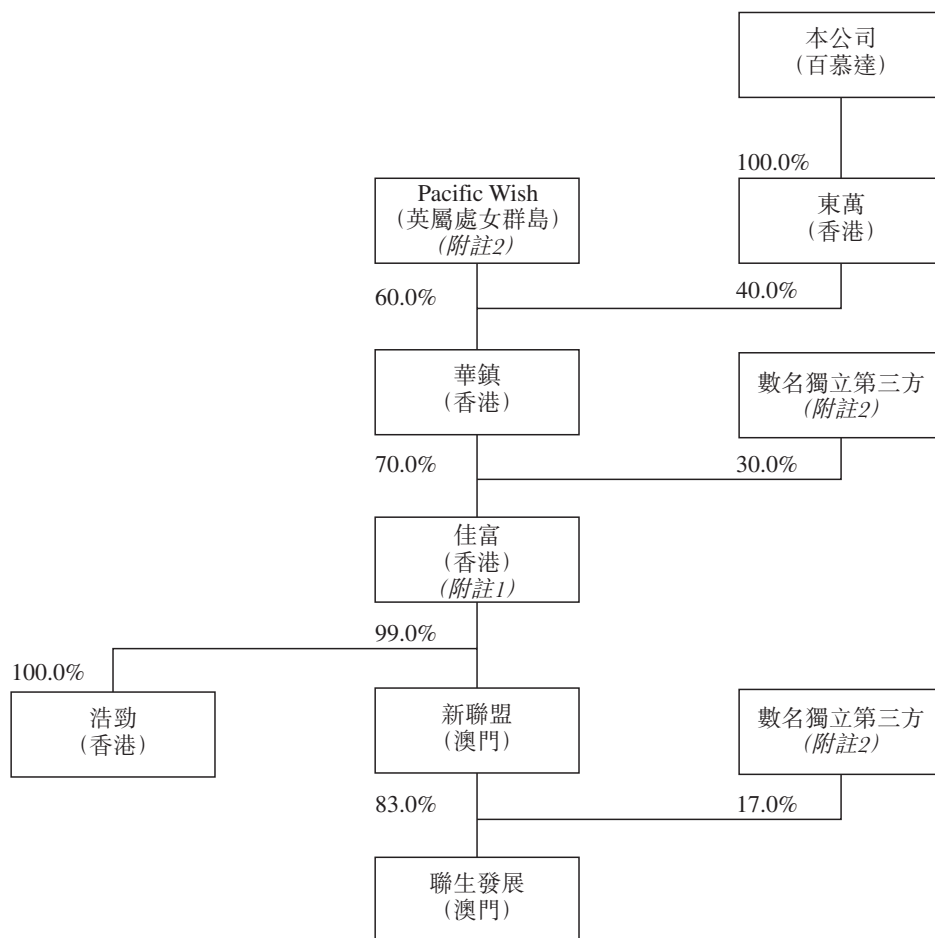 本公司
（百慕達）
100.0%
Pacific Wish
（英屬處女群島）
（附註2）
東萬
（香港）
60.0%
40.0%
華鎮
（香港）
數名獨立第三方
（附註2）
70.0%
30.0%
佳富
（香港）
（附註1）
99.0%
100.0%
浩勁
（香港）
新聯盟
（澳門）
數名獨立第三方
（附註2）
83.0%
17.0%
聯生發展
（澳門）